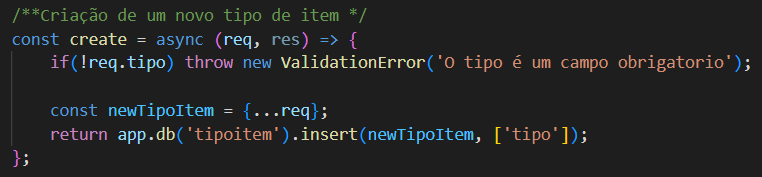 /**Criação de um novo tipo de item */
const create = async (req, res) => {
    if(!req.tipo) throw new ValidationError('O tipo é um campo obrigatorio');

    const newTipoItem = {...req};
    return app.db('tipoitem').insert(newTipoItem, ['tipo']);
};